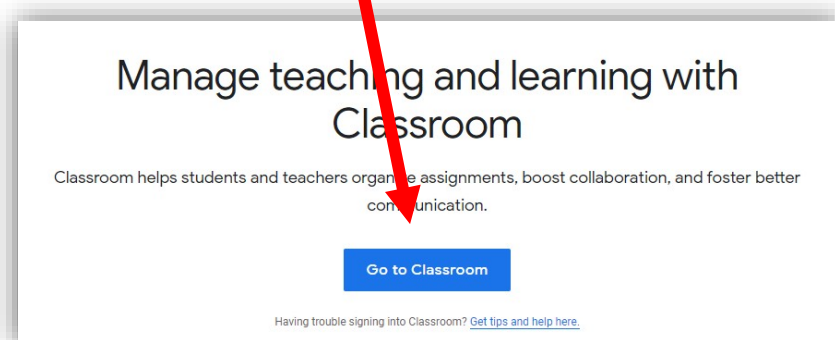 Manage teaching and learning with
Classroom
Classroom helps students and teachers organize assignments, boost collaboration, and foster better
communication.
Go to Classroom
Having trouble signing into Classroom? Get tips and help here.